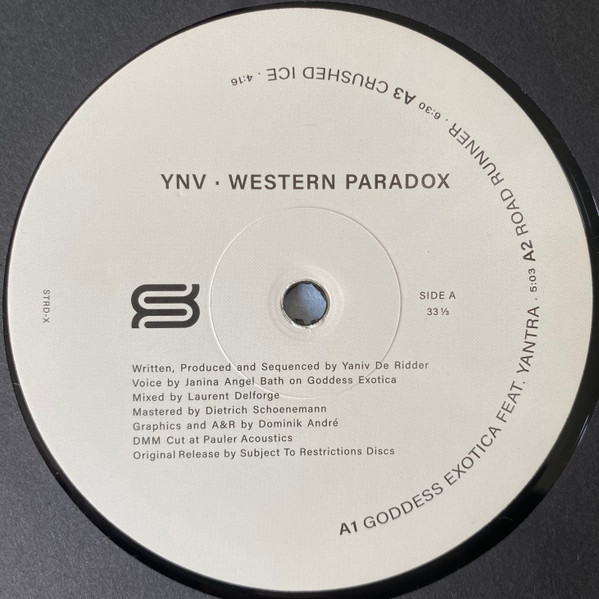 YNV · WESTERN PARADOX
SIDE A
33 ⅓
STRD-X
Written, Produced and Sequenced by Yaniv De Ridder
Voice by Janina Angel Bath on Goddess Exotica
Mixed by Laurent Delforge
Mastered by Dietrich Schoenemann
Graphics and A&R by Dominik André
DMM Cut at Pauler Acoustics
Original Release by Subject To Restrictions Discs
A1 GODDESS EXOTICA FEAT. YANTRA . 5:03 A2 ROAD RUNNER . 6:30 A3 CRUSHED ICE . 4:16